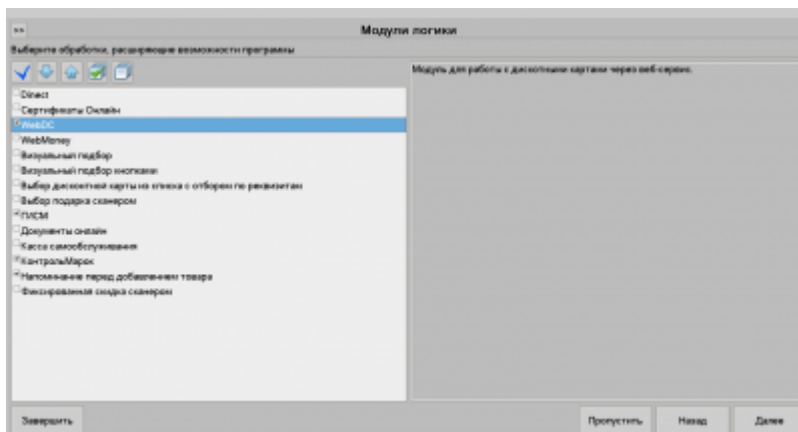 Модули логики
Выберите обработки, расширяющие возможности программы
Direct
Сертификаты Онлайн
WebDC
WebMoney
Визуальный подбор
Визуальный подбор кнопками
Выбор дисконтной карты из списка с отбором по реквизитам
Выбор подарка сканером
ГИСМ
Документы онлайн
Касса самообслуживания
КонтрольМарок
Напоминание перед добавлением товара
Фиксированная скидка сканером
Модуль для работы с дисконтными картами через веб-сервис.
Завершить
Пропустить
Назад
Далее